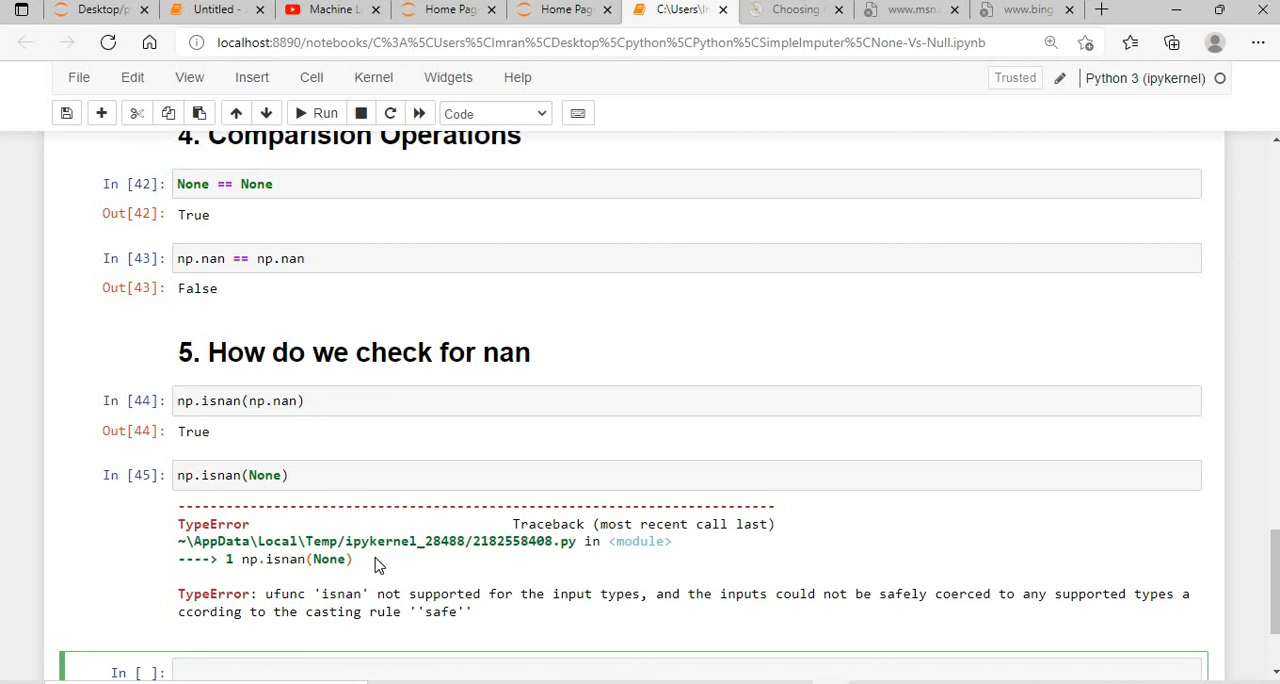 Desktop/p
Untitled -
Machine L
Home Pag
Home Pag
C:\Users\In
Choosing
www.msn.
www.bing
localhost:8890/notebooks/C%3A%5CUsers%5CImran%5CDesktop%5Cpython%5CPython%5CSimpleImputer%5CNone-Vs-Null.ipynb
File Edit View Insert Cell Kernel Widgets Help
Trusted
Python 3 (ipykernel)
Run
Code
4. Comparision Operations
In [42]: None == None
Out[42]: True
In [43]: np.nan == np.nan
Out[43]: False
5. How do we check for nan
In [44]: np.isnan(np.nan)
Out[44]: True
In [45]: np.isnan(None)
---------------------------------------------------------------------------
TypeError Traceback (most recent call last)
~\AppData\Local\Temp/ipykernel_28488/2182558408.py in <module>
----> 1 np.isnan(None)
TypeError: ufunc 'isnan' not supported for the input types, and the inputs could not be safely coerced to any supported types a
ccording to the casting rule ''safe''
In [ ]: